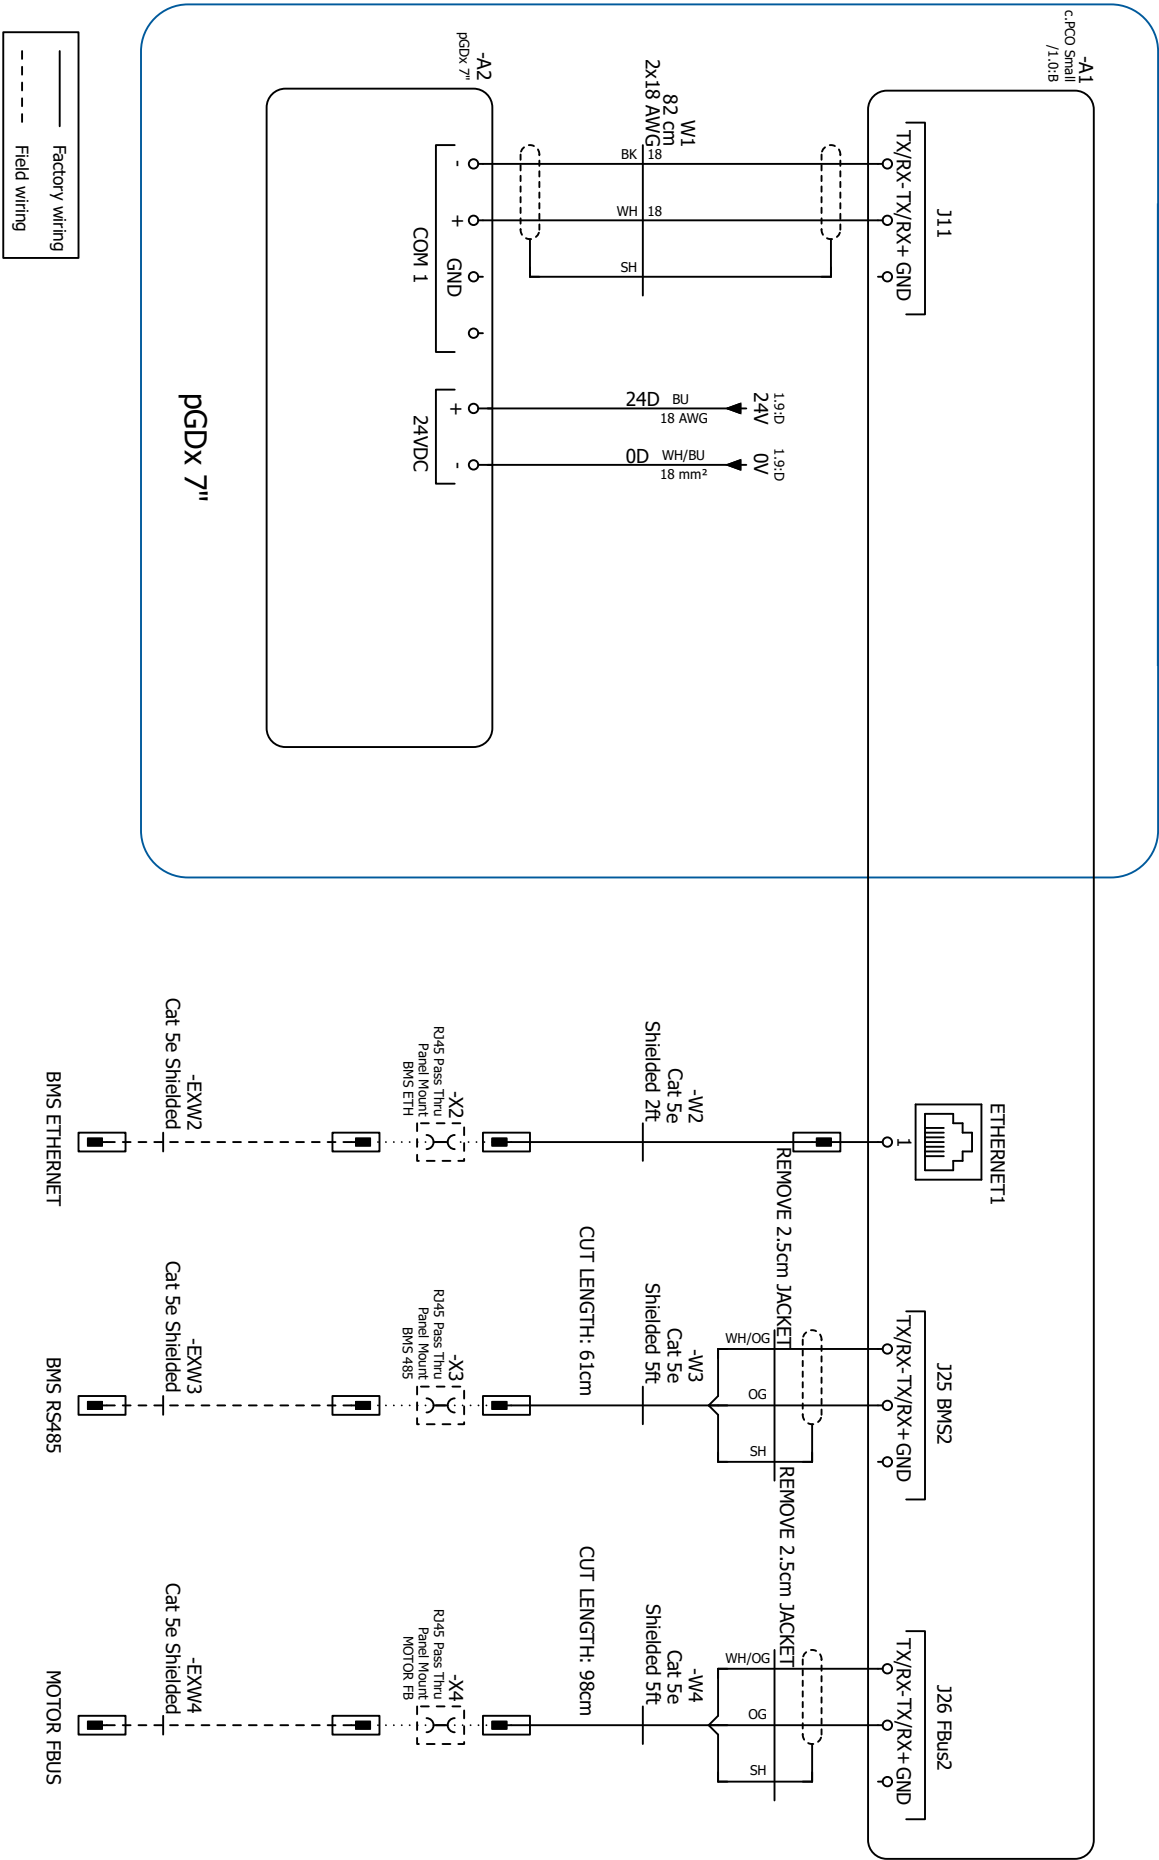 -A1
c.PCO Small
/1.0:B
J11
TX/RX-
TX/RX+
GND
ETHERNET1
1
J25 BMS2
TX/RX-
TX/RX+
GND
J26 FBus2
TX/RX-
TX/RX+
GND
W1
82 cm
2x18 AWG
BK
18
WH
18
SH
1.9:D
24V
24D
BU
18 AWG
1.9:D
0V
0D
WH/BU
18 mm²
REMOVE 2.5cm JACKET
WH/OG
OG
SH
REMOVE 2.5cm JACKET
WH/OG
OG
SH
-W2
Cat 5e
Shielded 2ft
-W3
Cat 5e
Shielded 5ft
CUT LENGTH: 61cm
-W4
Cat 5e
Shielded 5ft
CUT LENGTH: 98cm
-A2
pGDx 7"
-
+
GND
COM 1
+
-
24VDC
pGDx 7"
-X2
RJ45 Pass Thru
Panel Mount
BMS ETH
-X3
RJ45 Pass Thru
Panel Mount
BMS 485
-X4
RJ45 Pass Thru
Panel Mount
MOTOR FB
-EXW2
Cat 5e Shielded
-EXW3
Cat 5e Shielded
-EXW4
Cat 5e Shielded
BMS ETHERNET
BMS RS485
MOTOR FBUS
Factory wiring
Field wiring